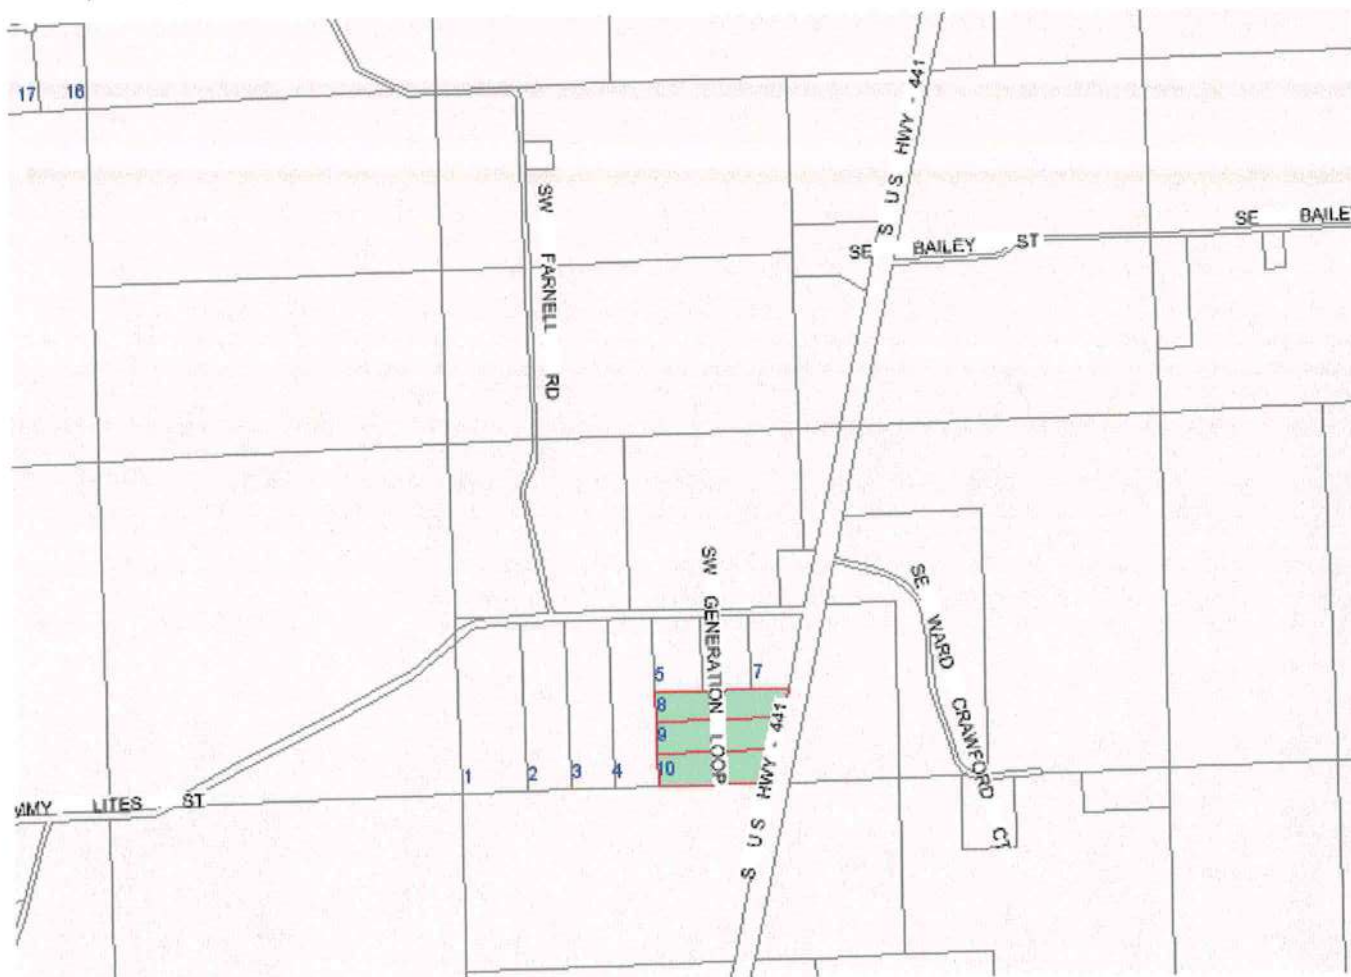 17 16
S US HWY - 441
SW FARNELL RD
SE BAILEY ST
SE BAILEY
SW GENERATION LOOP
SE WARD CRAWFORD CT
5
7
8
9
10
1
2
3
4
S US HWY - 441
MMY LITES ST